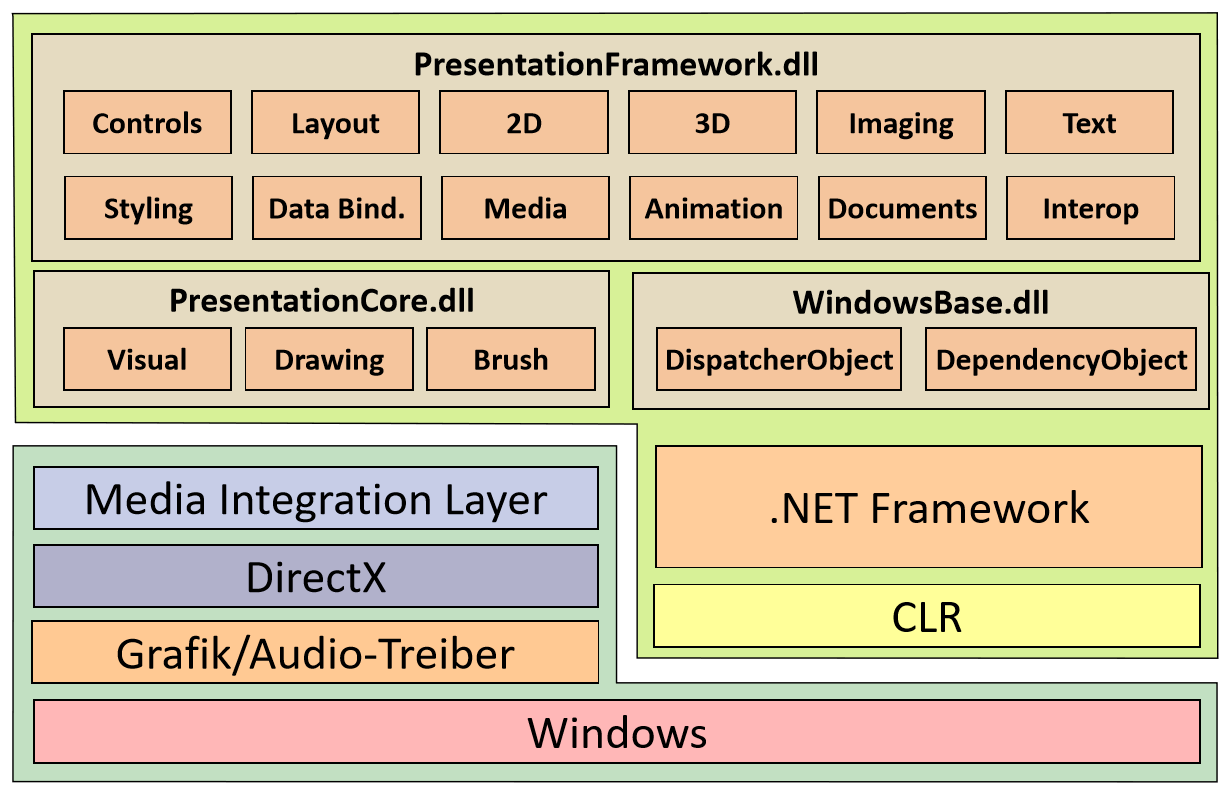 PresentationFramework.dll
Controls
Layout
2D
3D
Imaging
Text
Styling
Data Bind.
Media
Animation
Documents
Interop
PresentationCore.dll
Visual
Drawing
Brush
WindowsBase.dll
DispatcherObject
DependencyObject
Media Integration Layer
DirectX
Grafik/Audio-Treiber
.NET Framework
CLR
Windows